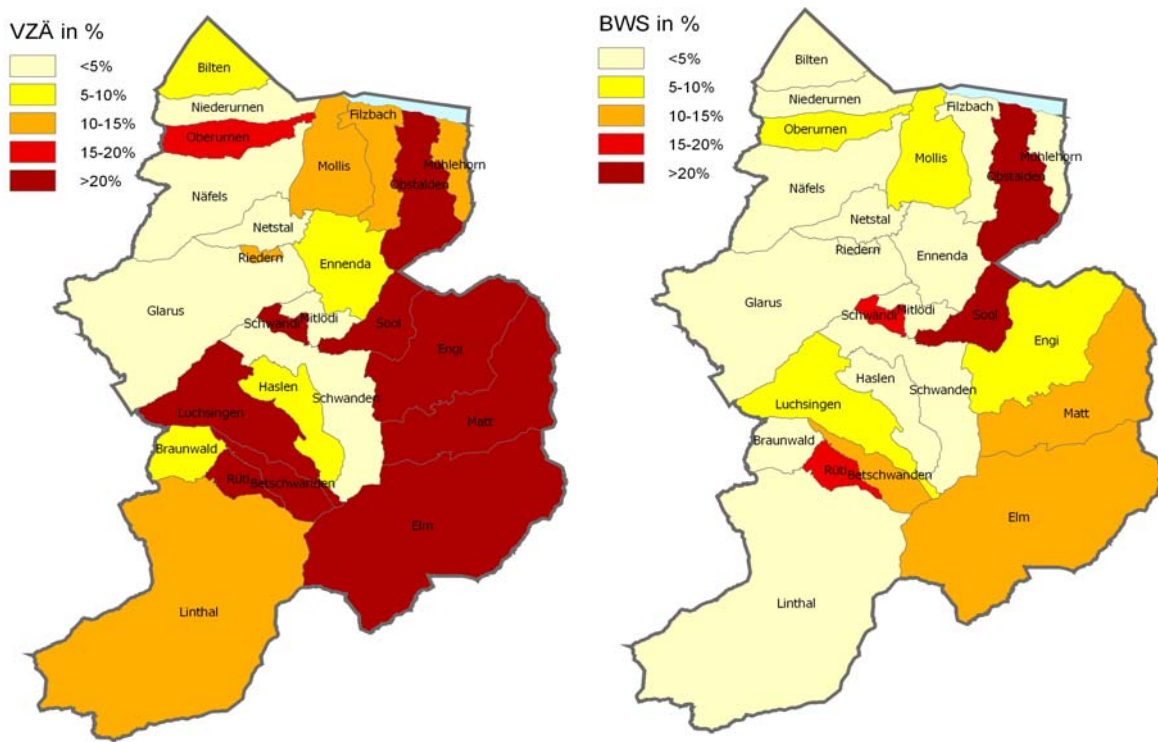 VZÄ in %
<5%
5-10%
10-15%
15-20%
>20%
Bilten
Niederurnen
Oberurnen
Filzbach
Mollis
Mühlehorn
Obstalden
Näfels
Netstal
Riedern
Ennenda
Glarus
Schwandi
Mitlödi
Sool
Engi
Haslen
Schwanden
Luchsingen
Matt
Braunwald
Rüti
Betschwanden
Elm
Linthal
BWS in %
<5%
5-10%
10-15%
15-20%
>20%
Bilten
Niederurnen
Filzbach
Oberurnen
Mollis
Mühlehorn
Obstalden
Näfels
Netstal
Riedern
Ennenda
Glarus
Schwandi
Mitlödi
Sool
Engi
Haslen
Schwanden
Luchsingen
Matt
Braunwald
Rüti
Betschwanden
Elm
Linthal